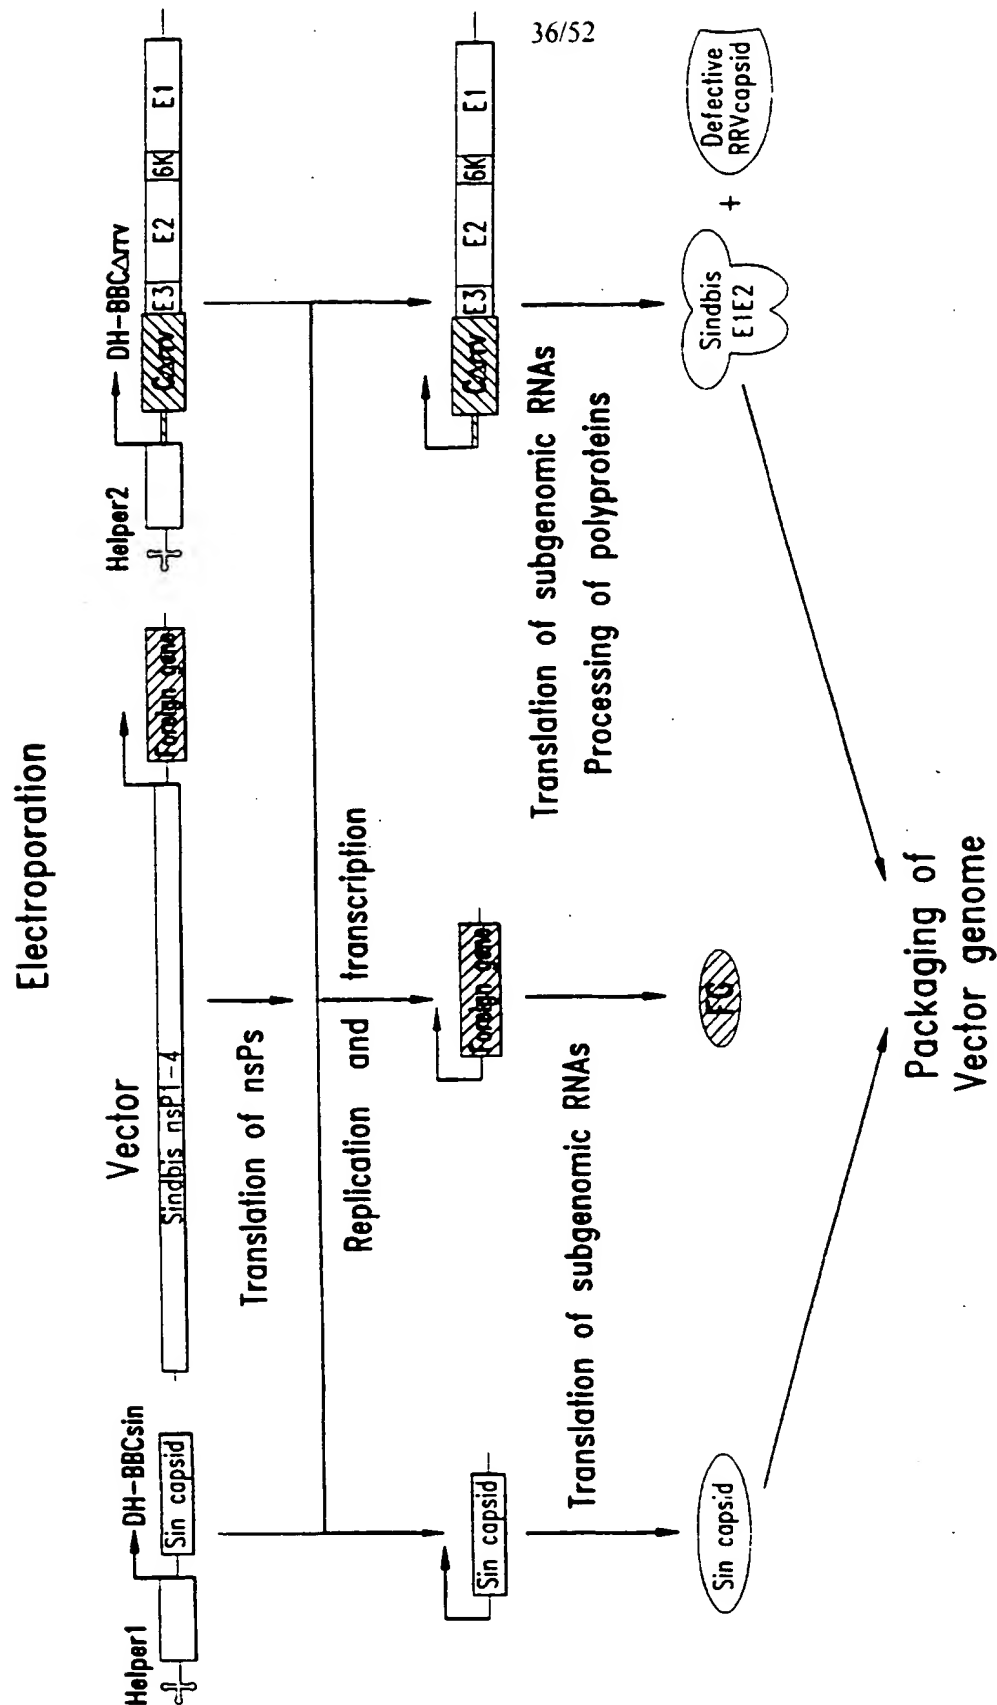 36/52
Electroporation
Helper1
DH-BBCsin
Sin capsid
Vector
Sindbis nsP1-4
Foreign gene
Helper2
DH-BBCΔrrv
CΔrrv
E3
E2
6K
E1
Translation of nsPs
Replication and transcription
Sin capsid
Foreign gene
CΔrrv
E3
E2
6K
E1
Translation of subgenomic RNAs
Translation of subgenomic RNAs
Processing of polyproteins
Sin capsid
FG
Sindbis
E1E2
+
Defective
RRVcapsid
Packaging of
Vector genome